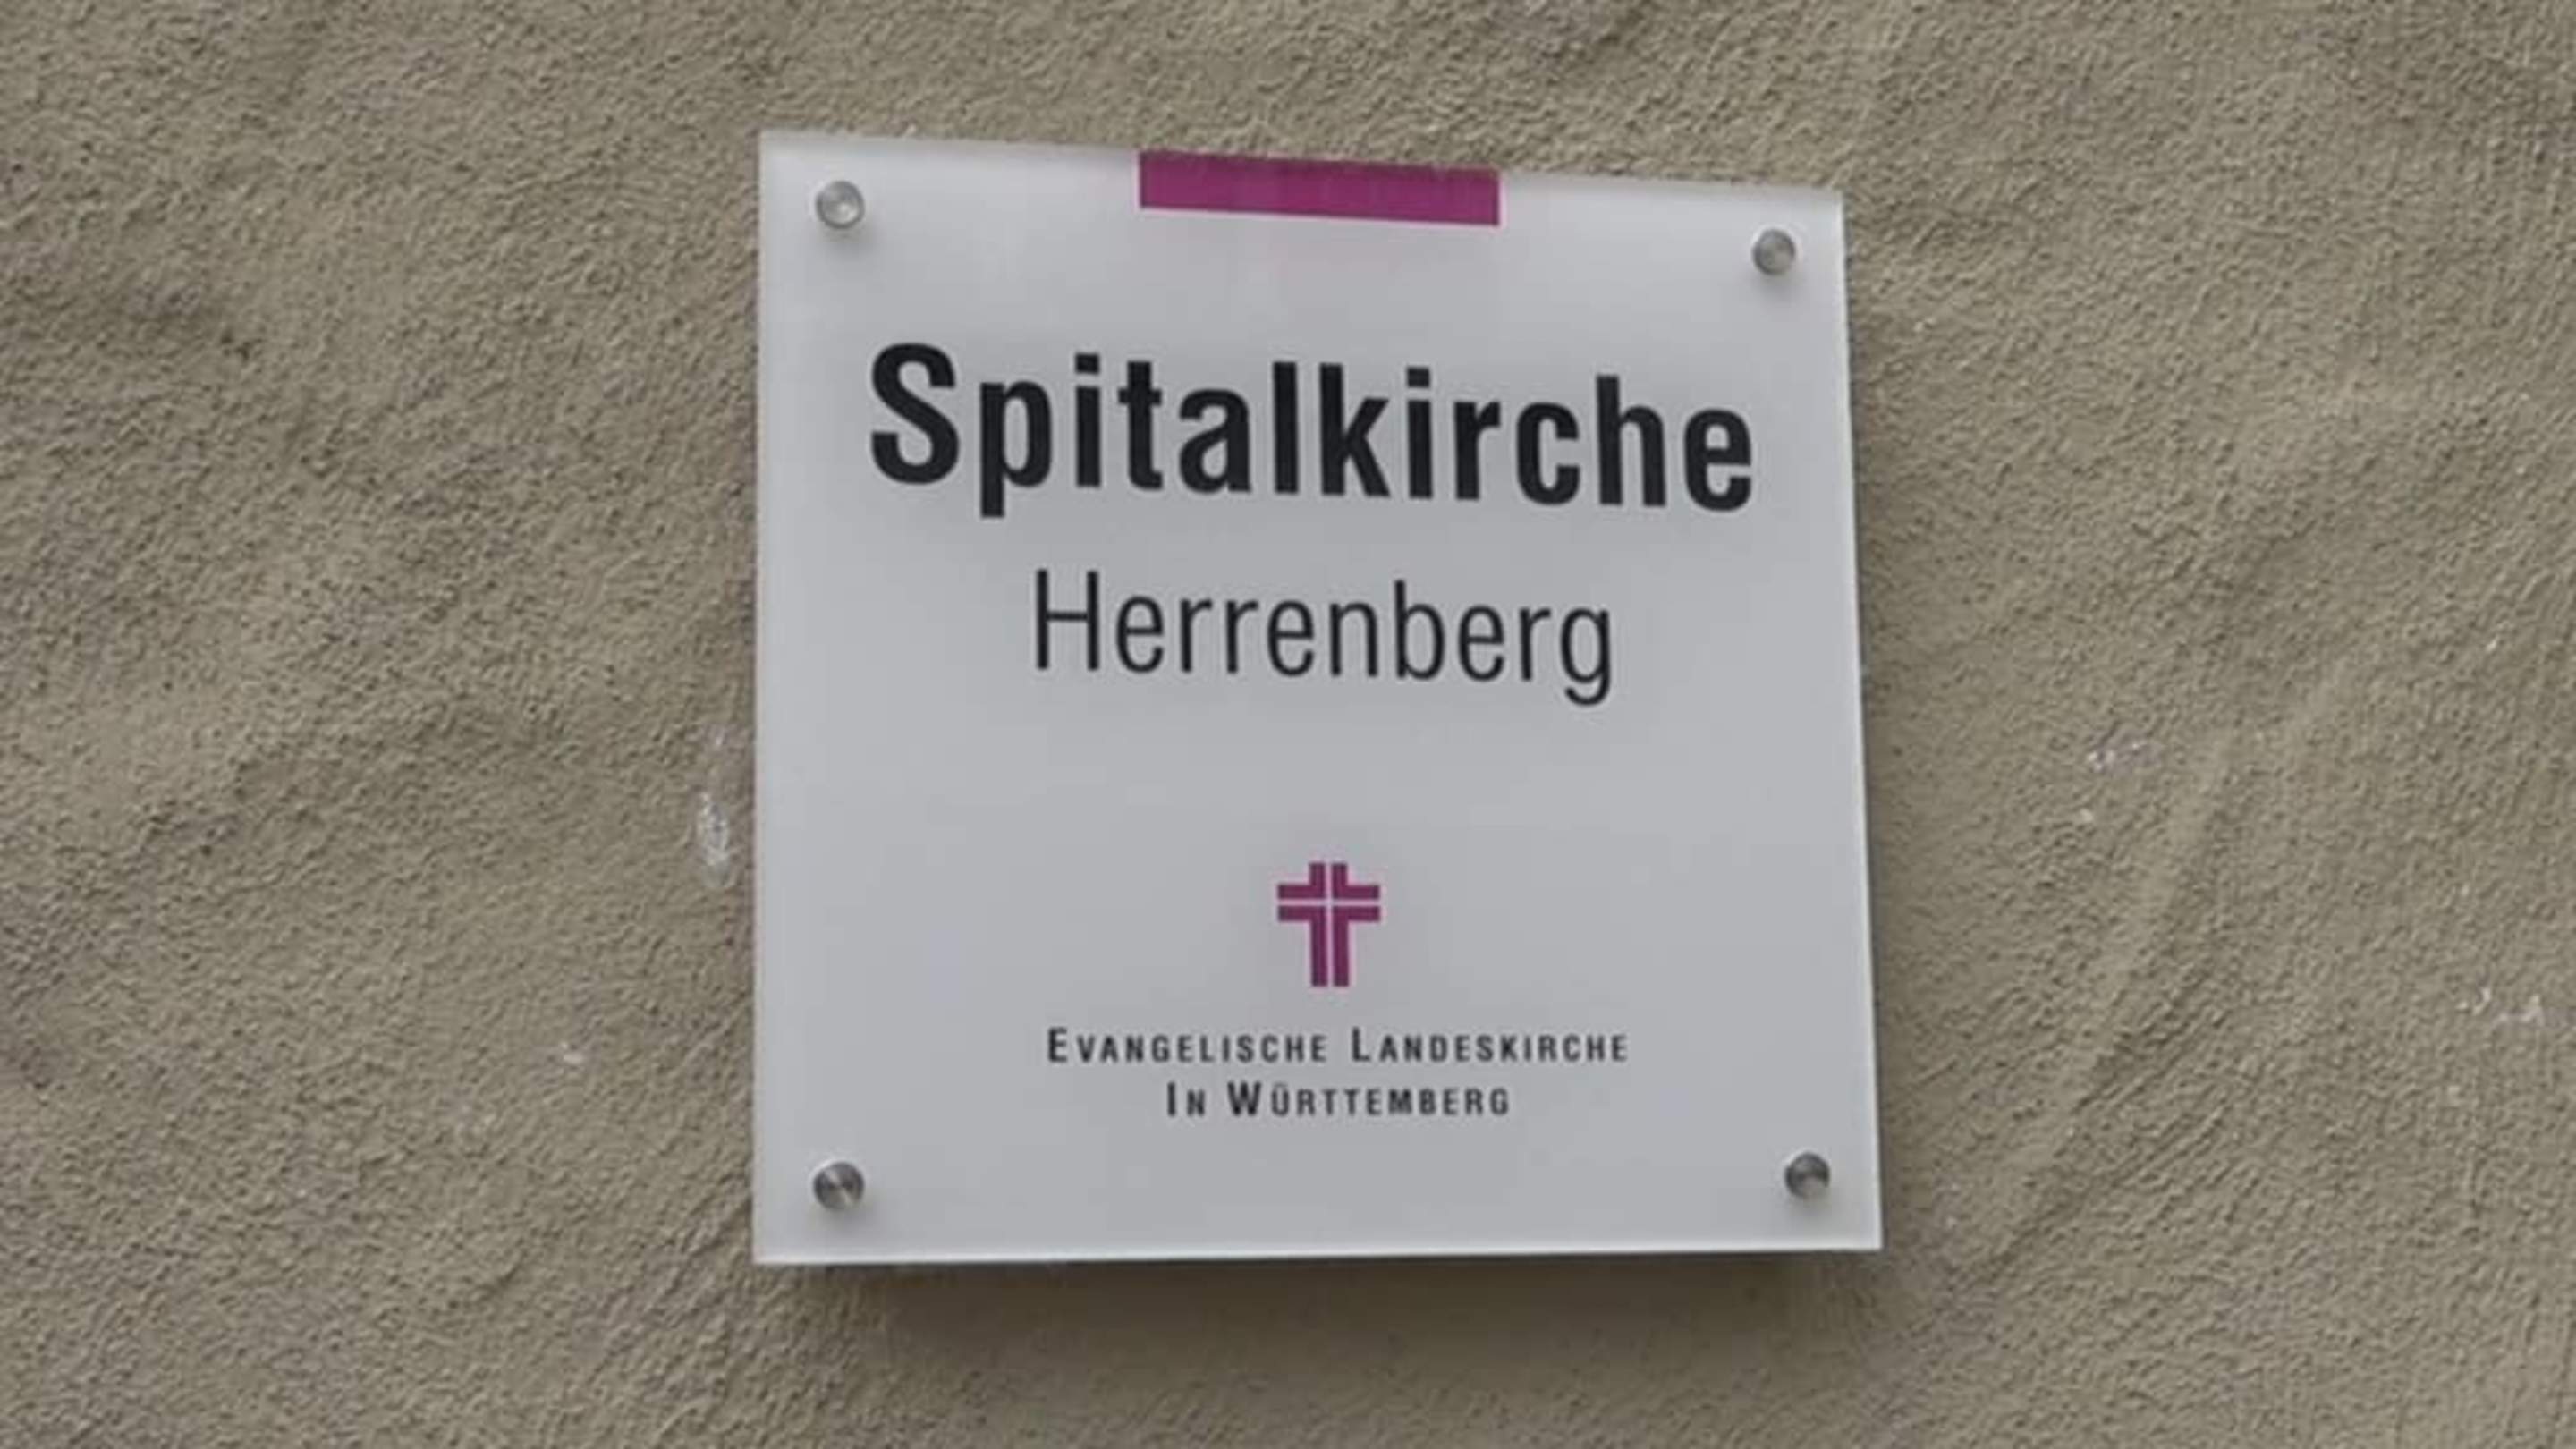 Spitalkirche
Herrenberg
EVANGELISCHE LANDESKIRCHE
IN WÜRTTEMBERG